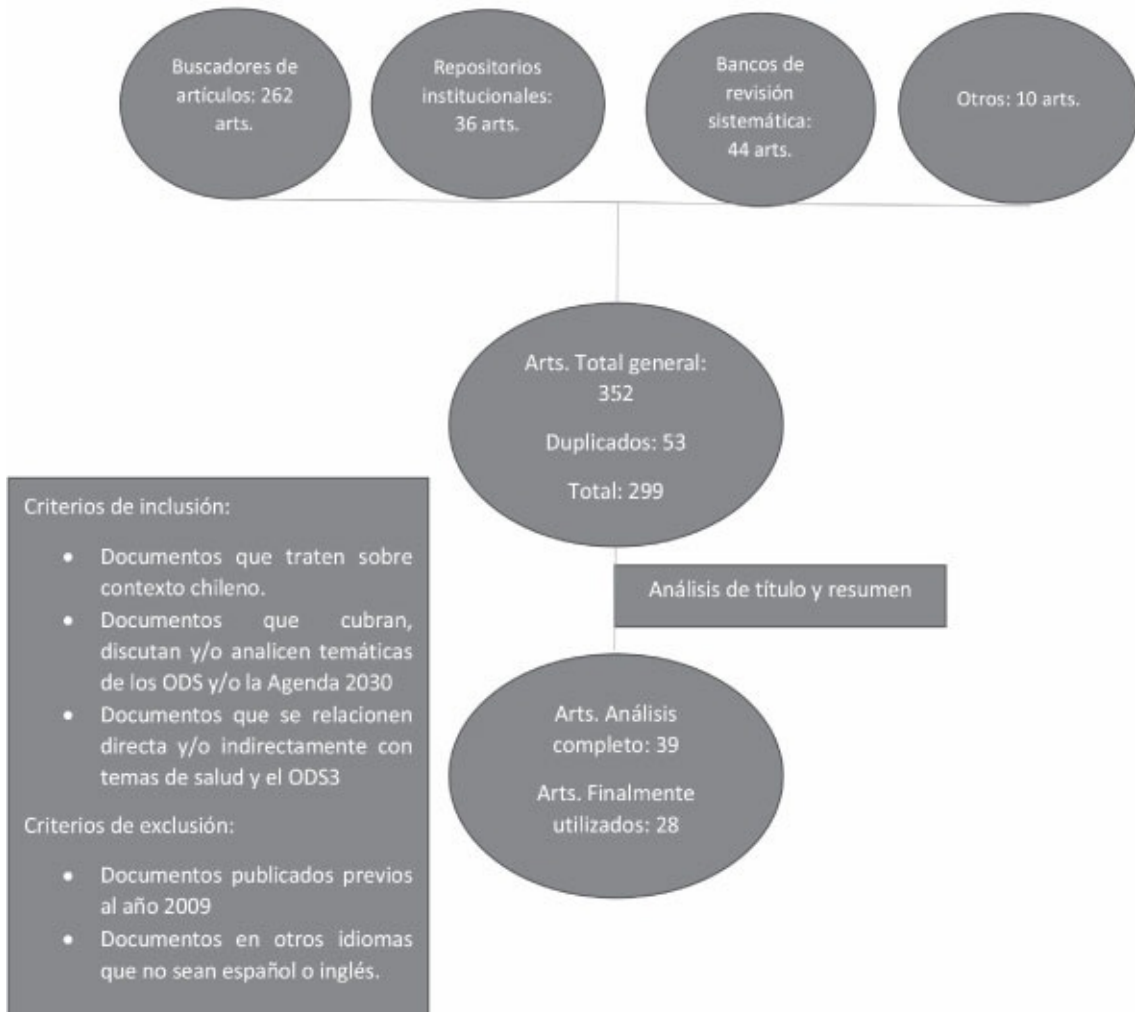 Buscadores de
artículos: 262
arts.
Repositorios
institucionales:
36 arts.
Bancos de
revisión
sistemática:
44 arts.
Otros: 10 arts.
Arts. Total general:
352
Duplicados: 53
Total: 299
Criterios de inclusión:
• Documentos que traten sobre
contexto chileno.
• Documentos que cubran,
discutan y/o analicen temáticas
de los ODS y/o la Agenda 2030
• Documentos que se relacionen
directa y/o indirectamente con
temas de salud y el ODS3
Criterios de exclusión:
• Documentos publicados previos
al año 2009
• Documentos en otros idiomas
que no sean español o inglés.
Análisis de título y resumen
Arts. Análisis
completo: 39
Arts. Finalmente
utilizados: 28